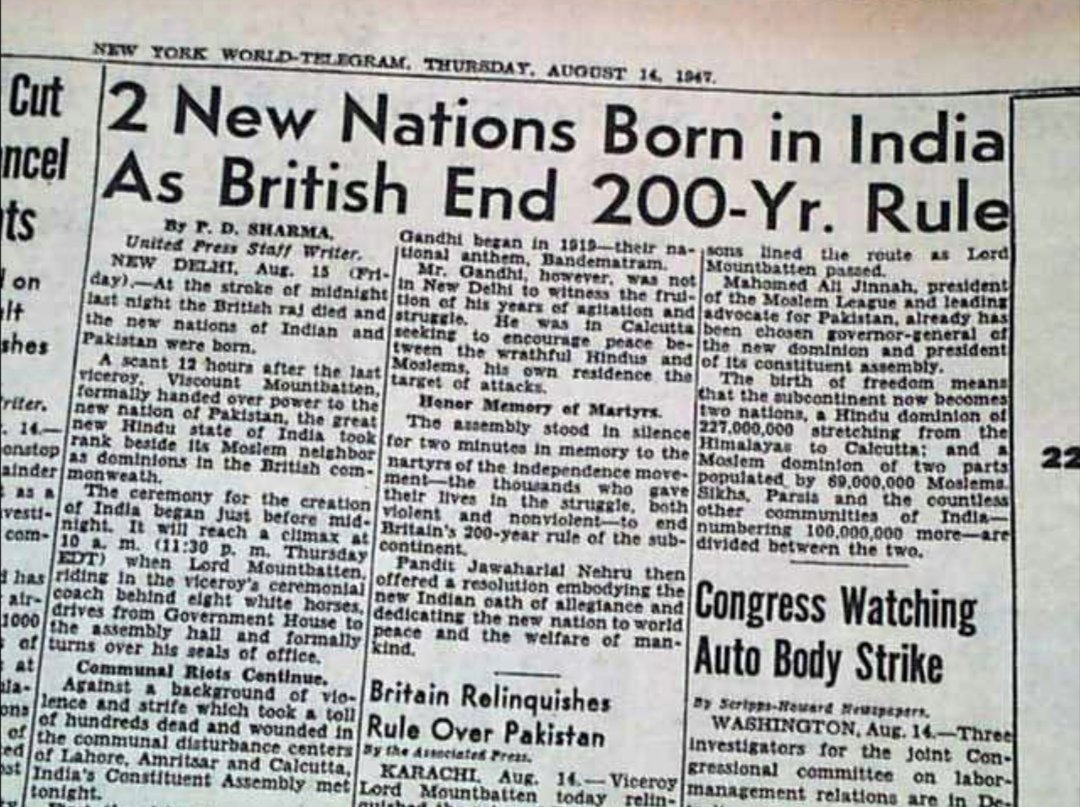 NEW YORK WORLD-TELEGRAM, THURSDAY, AUGUST 14, 1947.
Cut
ncel
ts
on
shes
riter.
14.—
onstop
ainder
as a
vesti-
com-
has
air-
1000
of
at
ons
of
2 New Nations Born in India
As British End 200-Yr. Rule
By P. D. SHARMA,
United Press Staff Writer.
NEW DELHI, Aug. 15 (Fri-
day).—At the stroke of midnight
last night the British raj died and
the new nations of Indian and
Pakistan were born.
A scant 12 hours after the last
viceroy, Viscount Mountbatten,
formally handed over power to the
new nation of Pakistan, the great
new Hindu state of India took
rank beside its Moslem neighbor
as dominions in the British com-
monweath.
The ceremony for the creation
of India began just before mid-
night. It will reach a climax at
10 a. m. (11:30 p. m. Thursday
EDT) when Lord Mountbatten,
riding in the viceroy's ceremonial
coach behind eight white horses,
drives from Government House to
the assembly hall and formally
turns over his seals of office.
Communal Riots Continue.
Against a background of vio-
lence and strife which took a toll
of hundreds dead and wounded in
the communal disturbance centers
of Lahore, Amritsar and Calcutta,
India's Constituent Assembly met
tonight.
Gandhi began in 1919—their na-
tional anthem, Bandematram.
Mr. Gandhi, however, was not
in New Delhi to witness the frui-
tion of his years of agitation and
struggle. He was in Calcutta
seeking to encourage peace be-
tween the wrathful Hindus and
Moslems, his own residence the
target of attacks.
Honor Memory of Martyrs.
The assembly stood in silence
for two minutes in memory to the
martyrs of the independence move-
ment—the thousands who gave
their lives in the struggle, both
violent and nonviolent—to end
Britain's 200-year rule of the sub-
continent.
Pandit Jawaharlal Nehru then
offered a resolution embodying the
new Indian oath of allegiance and
dedicating the new nation to world
peace and the welfare of man-
kind.
Britain Relinquishes
Rule Over Pakistan
By the Associated Press.
KARACHI, Aug. 14.—Viceroy
Lord Mountbatten today relin-
sons lined the route as Lord
Mountbatten passed.
Mahomed Ali Jinnah, president
of the Moslem League and leading
advocate for Pakistan, already has
been chosen governor-general of
the new dominion and president
of its constituent assembly.
The birth of freedom means
that the subcontinent now becomes
two nations, a Hindu dominion of
227,000,000 stretching from the
Himalayas to Calcutta; and a
Moslem dominion of two parts
populated by 69,000,000 Moslems.
Sikhs, Parsis and the countless
other communities of India—
numbering 100,000,000 more—are
divided between the two.
Congress Watching
Auto Body Strike
By Scripps-Howard Newspapers.
WASHINGTON, Aug. 14.—Three
investigators for the joint Con-
gressional committee on labor-
management relations are in De-
22